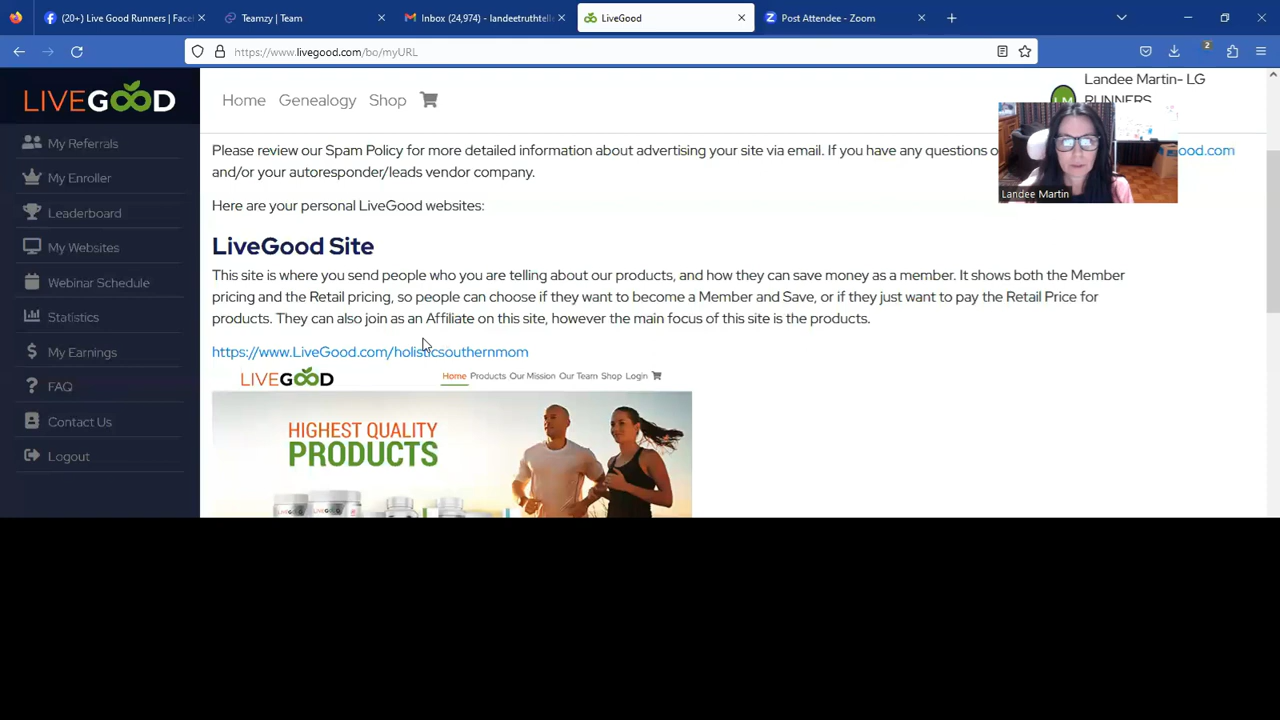 (20+) Live Good Runners | Face
Teamzy | Team
Inbox (24,974) - landeetruthtell
LiveGood
Post Attendee - Zoom
https://www.livegood.com/bo/myURL
2
LIVEGOOD
Home
Genealogy
Shop
LM
Landee Martin- LG
RUNNERS
My Referrals
My Enroller
Leaderboard
My Websites
Webinar Schedule
Statistics
My Earnings
FAQ
Contact Us
Logout
Please review our Spam Policy for more detailed information about advertising your site via email. If you have any questions o
ood.com
and/or your autoresponder/leads vendor company.
Landee Martin
Here are your personal LiveGood websites:
LiveGood Site
This site is where you send people who you are telling about our products, and how they can save money as a member. It shows both the Member
pricing and the Retail pricing, so people can choose if they want to become a Member and Save, or if they just want to pay the Retail Price for
products. They can also join as an Affiliate on this site, however the main focus of this site is the products.
https://www.LiveGood.com/holisticsouthernmom
LIVEGOOD
Home Products Our Mission Our Team Shop Login
HIGHEST QUALITY
PRODUCTS